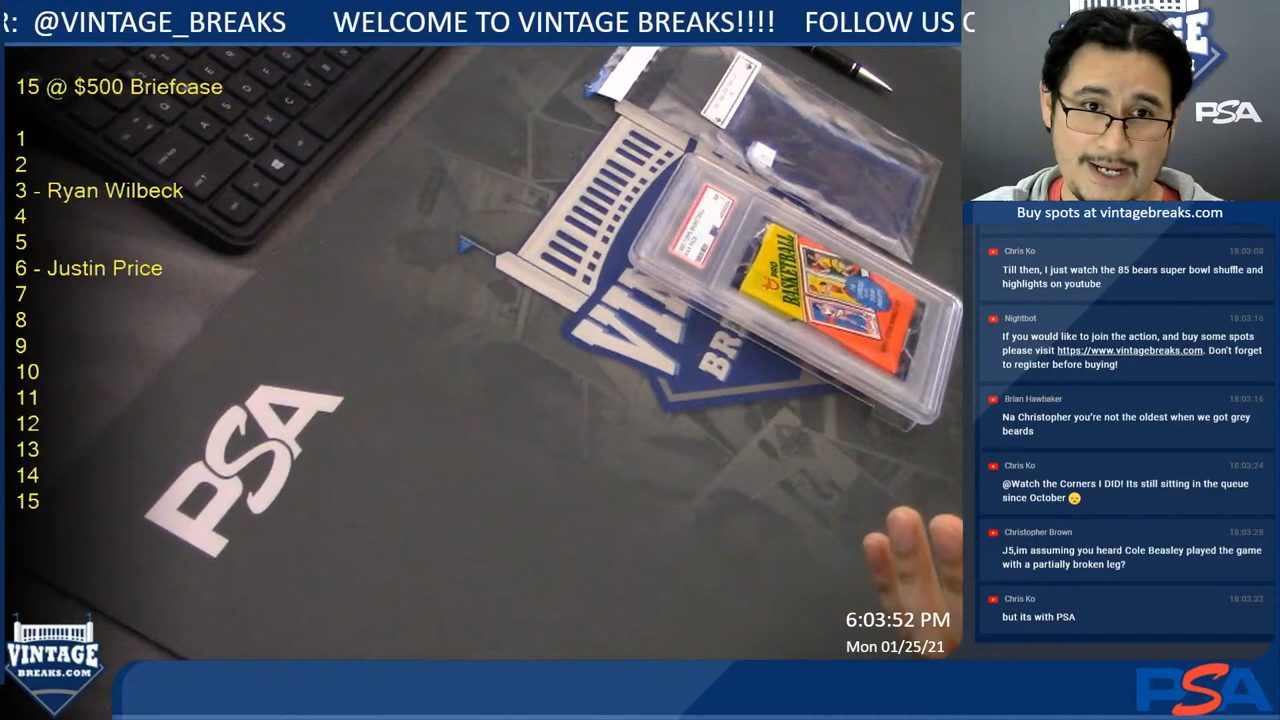 R: @VINTAGE_BREAKS WELCOME TO VINTAGE BREAKS!!!! FOLLOW US
15 @ $500 Briefcase
1
2
3 - Ryan Wilbeck
4
5
6 - Justin Price
7
8
9
10
11
12
13
14
15
PSA
PRO
BASKETBALL
VIN
BRE
PSA
Buy spots at vintagebreaks.com
Chris Ko 18:03:08
Till then, I just watch the 85 bears super bowl shuffle and
highlights on youtube
Nightbot 18:03:16
If you would like to join the action, and buy some spots
please visit https://www.vintagebreaks.com. Don't forget
to register before buying!
Brian Hawbaker 18:03:16
Na Christopher you're not the oldest when we got grey
beards
Chris Ko 18:03:24
@Watch the Corners I DID! Its still sitting in the queue
since October 😞
Christopher Brown 18:03:28
J5,im assuming you heard Cole Beasley played the game
with a partially broken leg?
Chris Ko 18:03:32
but its with PSA
6:03:52 PM
Mon 01/25/21
VINTAGE
BREAKS.COM
PSA